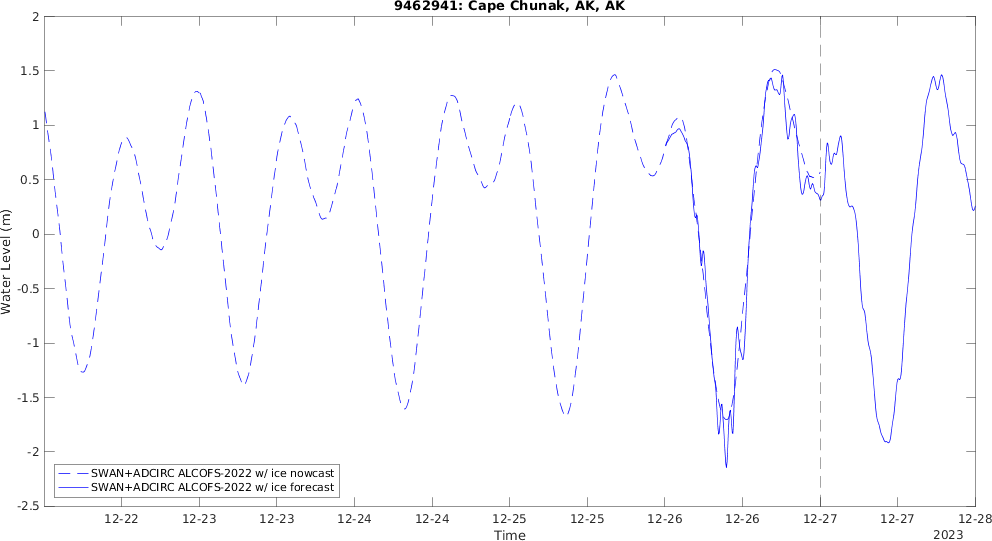 9462941: Cape Chunak, AK, AK
2
1.5
1
0.5
0
-0.5
-1
-1.5
-2
-2.5
Water Level (m)
SWAN+ADCIRC ALCOFS-2022 w/ ice nowcast
SWAN+ADCIRC ALCOFS-2022 w/ ice forecast
12-22 12-23 12-23 12-24 12-24 12-25 12-25 12-26 12-26 12-27 12-27 12-28
Time
2023